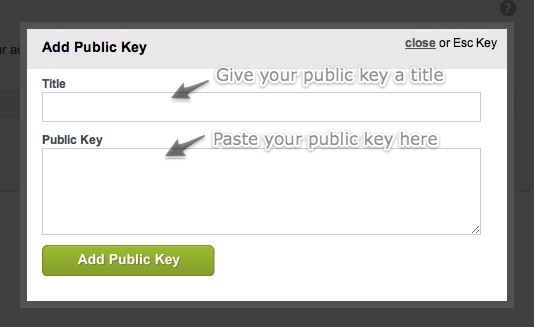 ?
Add Public Key
close or Esc Key
Title
Give your public key a title
Public Key
Paste your public key here
Add Public Key